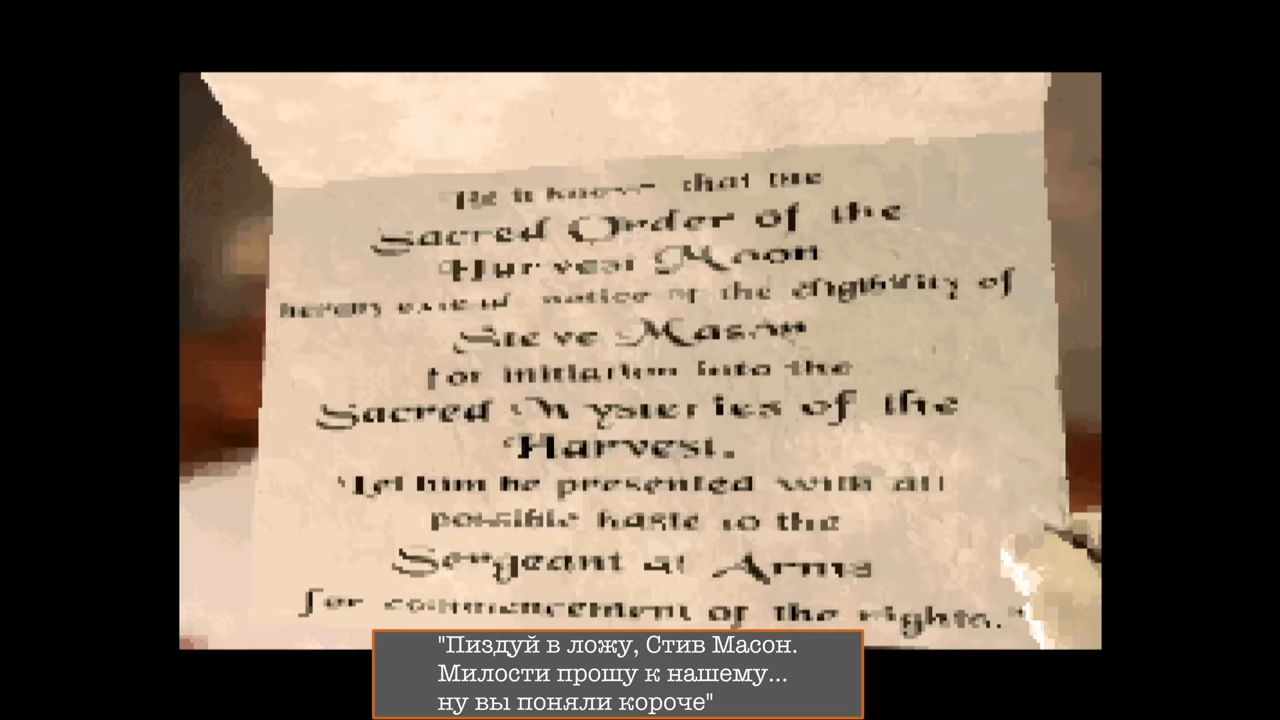 "Be it known that the
Sacred Order of the
Harvest Moon
hereby extend notice of the eligibility of
Steve Mason
for initiation into the
Sacred Mysteries of the
Harvest.
Let him be presented with all
possible haste to the
Sergeant at Arms
for commencement of the rights."
"Пиздуй в ложу, Стив Масон.
Милости прошу к нашему...
ну вы поняли короче"